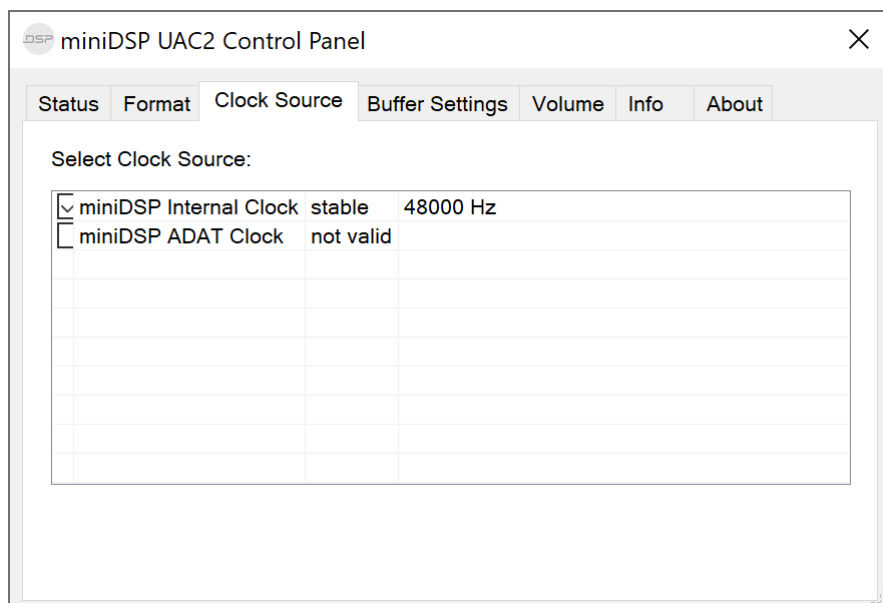 .DSP miniDSP UAC2 Control Panel
Status Format Clock Source Buffer Settings Volume Info About
Select Clock Source:
miniDSP Internal Clock stable 48000 Hz
miniDSP ADAT Clock not valid